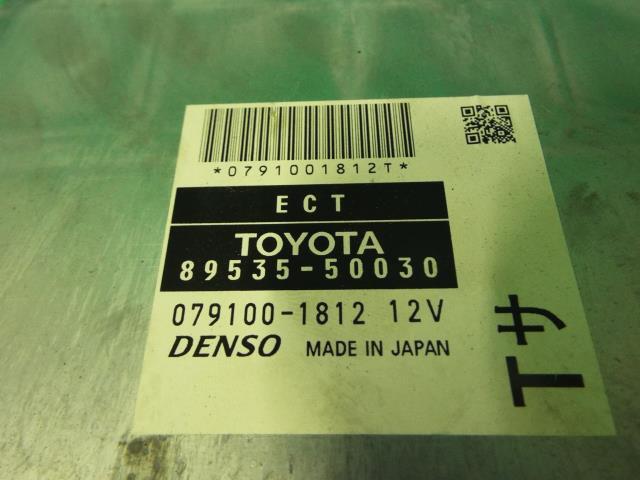 *0791001812T*
ECT
TOYOTA
89535-50030
079100-1812 12V
DENSO MADE IN JAPAN
Tサ